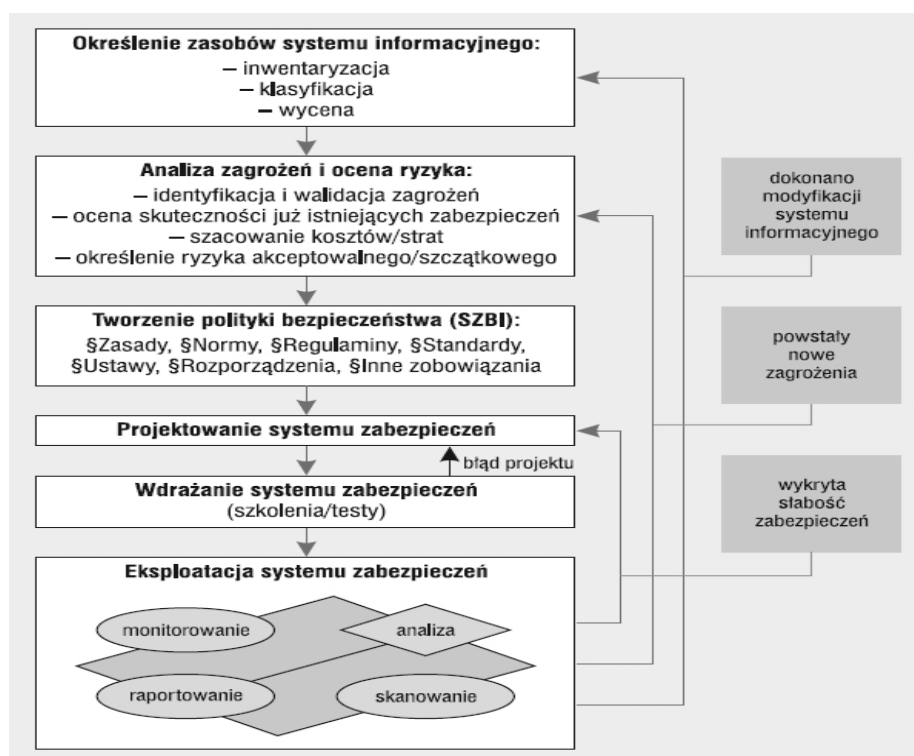 Określenie zasobów systemu informacyjnego:
– inwentaryzacja
– klasyfikacja
– wycena
Analiza zagrożeń i ocena ryzyka:
– identyfikacja i walidacja zagrożeń
– ocena skuteczności już istniejących zabezpieczeń
– szacowanie kosztów/strat
– określenie ryzyka akceptowalnego/szczątkowego
Tworzenie polityki bezpieczeństwa (SZBI):
§Zasady, §Normy, §Regulaminy, §Standardy,
§Ustawy, §Rozporządzenia, §Inne zobowiązania
Projektowanie systemu zabezpieczeń
błąd projektu
Wdrażanie systemu zabezpieczeń
(szkolenia/testy)
Eksploatacja systemu zabezpieczeń
monitorowanie
analiza
raportowanie
skanowanie
dokonano
modyfikacji
systemu
informacyjnego
powstały
nowe
zagrożenia
wykryta
słabość
zabezpieczeń